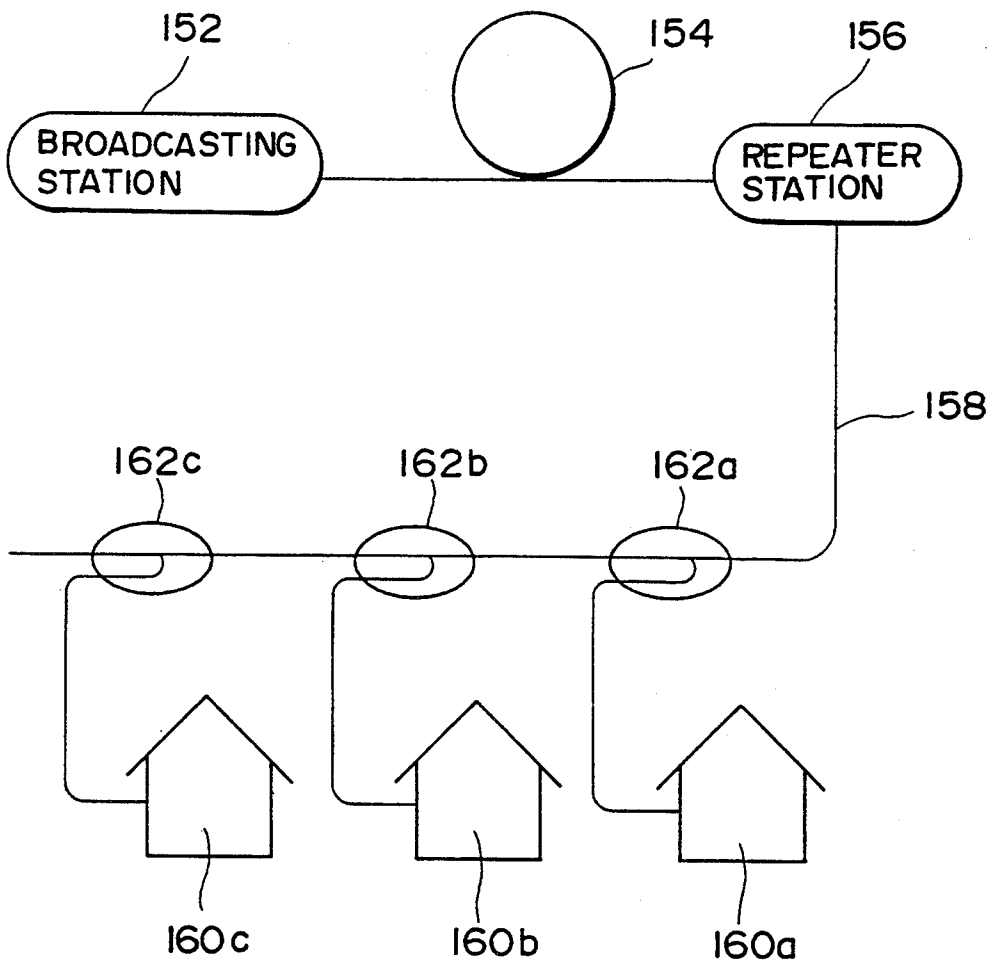 152
154
156
BROADCASTING
STATION
REPEATER
STATION
158
162c
162b
162a
160c
160b
160a